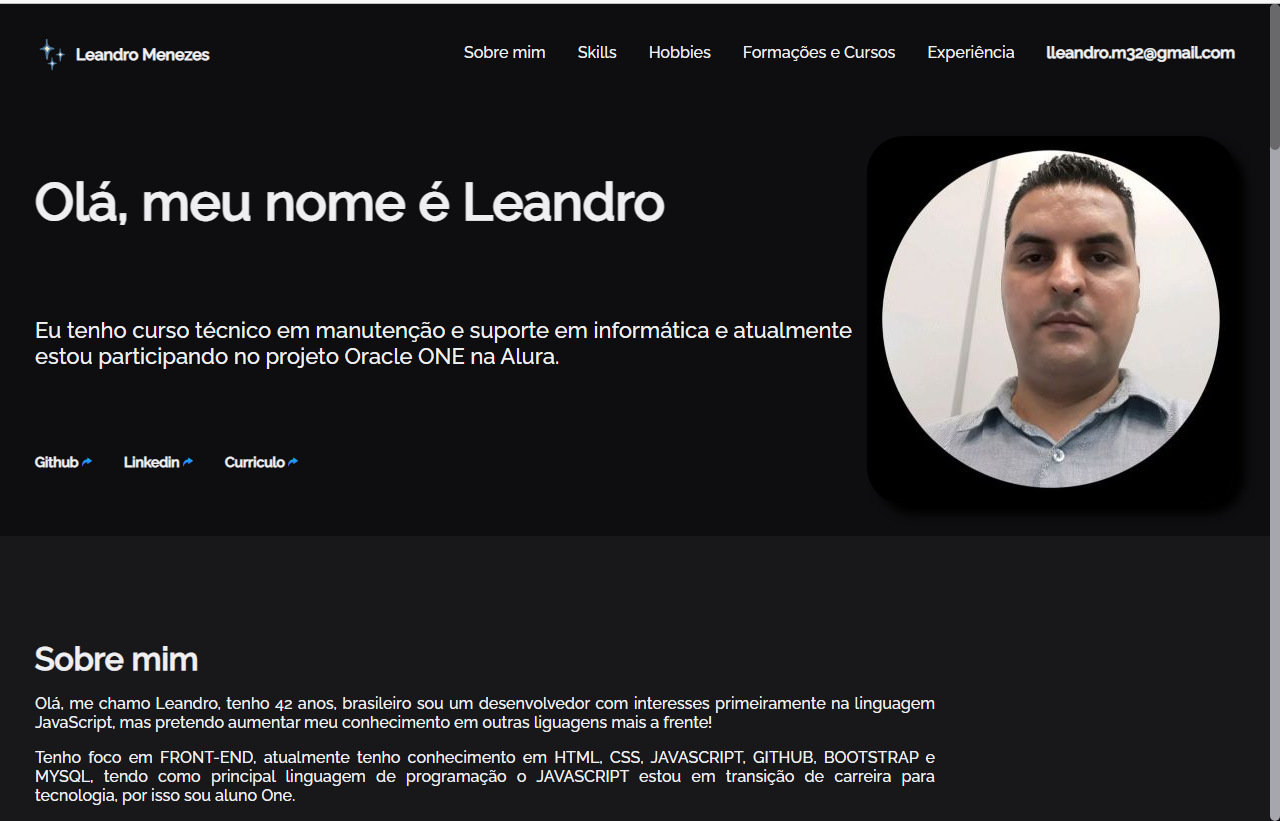 Leandro Menezes
Sobre mim
Skills
Hobbies
Formações e Cursos
Experiência
lleandro.m32@gmail.com
Olá, meu nome é Leandro
Eu tenho curso técnico em manutenção e suporte em informática e atualmente
estou participando no projeto Oracle ONE na Alura.
Github
Linkedin
Curriculo
Sobre mim
Olá, me chamo Leandro, tenho 42 anos, brasileiro sou um desenvolvedor com interesses primeiramente na linguagem
JavaScript, mas pretendo aumentar meu conhecimento em outras liguagens mais a frente!
Tenho foco em FRONT-END, atualmente tenho conhecimento em HTML, CSS, JAVASCRIPT, GITHUB, BOOTSTRAP e
MYSQL, tendo como principal linguagem de programação o JAVASCRIPT estou em transição de carreira para
tecnologia, por isso sou aluno One.